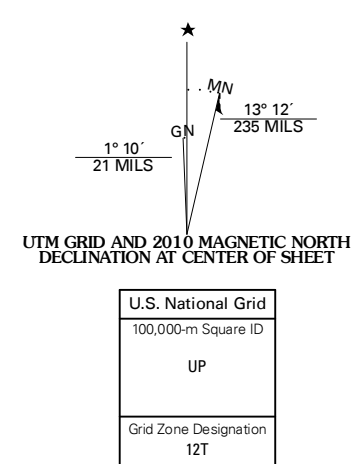 ★
MN
13° 12´
235 MILS
GN
1° 10´
21 MILS
UTM GRID AND 2010 MAGNETIC NORTH
DECLINATION AT CENTER OF SHEET
U.S. National Grid
100,000-m Square ID
UP
Grid Zone Designation
12T